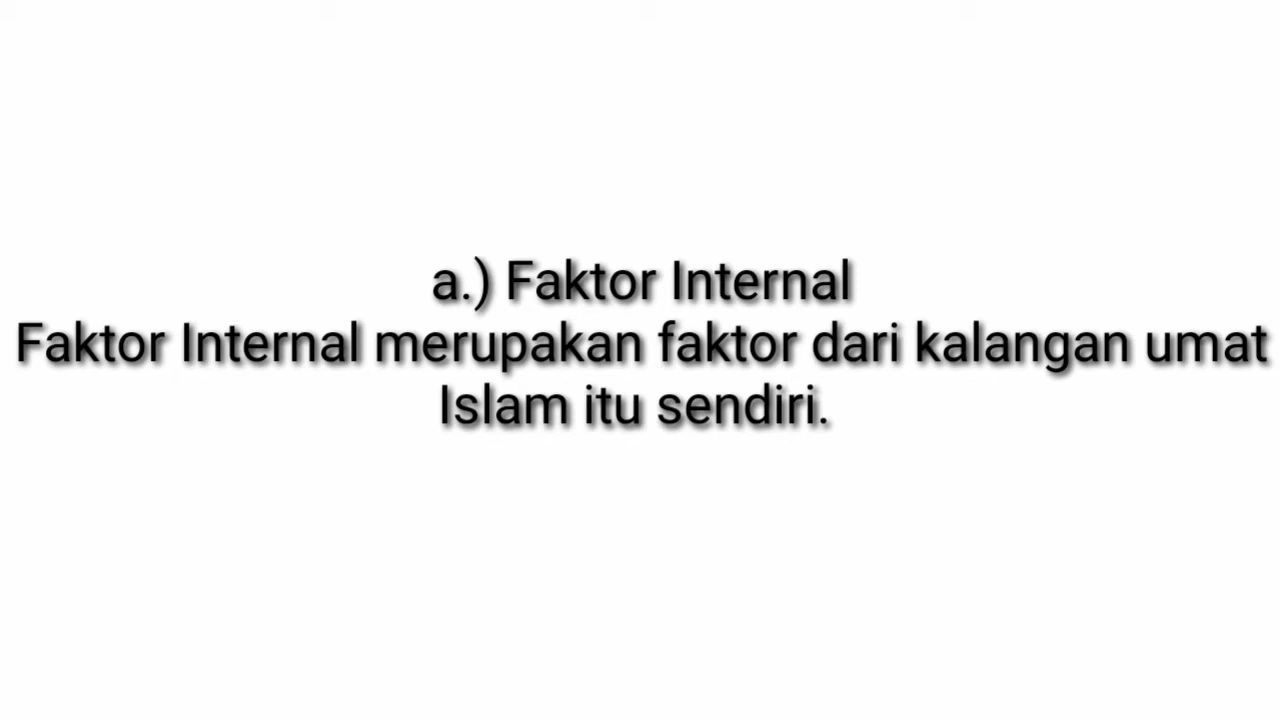 a.) Faktor Internal
Faktor Internal merupakan faktor dari kalangan umat
Islam itu sendiri.